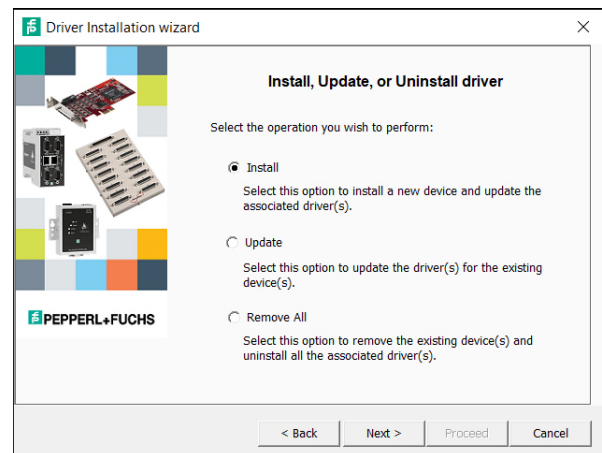 Driver Installation wizard
Install, Update, or Uninstall driver
Select the operation you wish to perform:
Install
Select this option to install a new device and update the
associated driver(s).
Update
Select this option to update the driver(s) for the existing
device(s).
Remove All
Select this option to remove the existing device(s) and
uninstall all the associated driver(s).
PEPPERL+FUCHS
< Back Next > Proceed Cancel